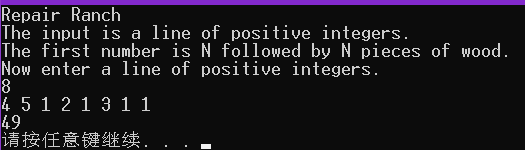 Repair Ranch
The input is a line of positive integers.
The first number is N followed by N pieces of wood.
Now enter a line of positive integers.
8
4 5 1 2 1 3 1 1
49
请按任意键继续. . .